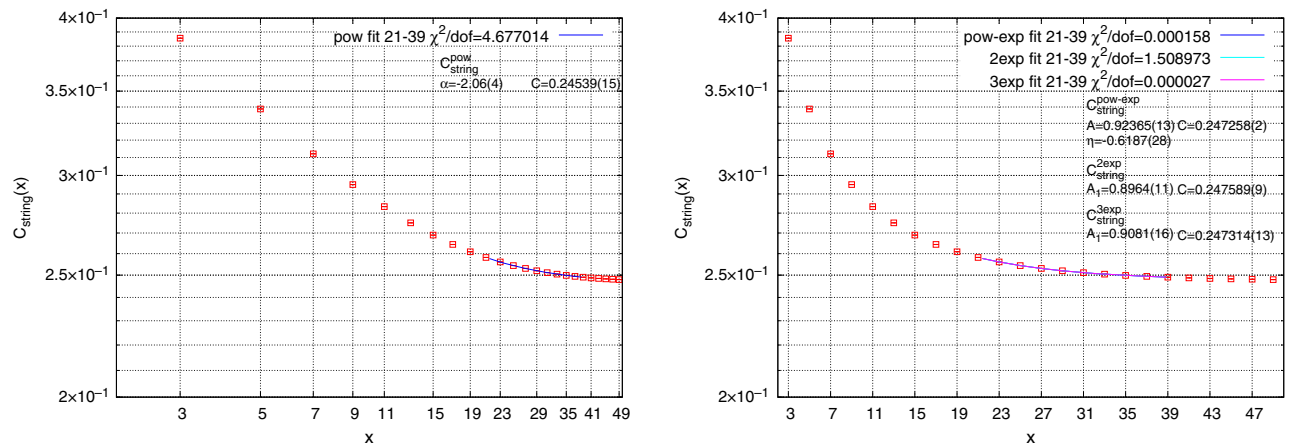 4×10⁻¹
3.5×10⁻¹
3×10⁻¹
2.5×10⁻¹
2×10⁻¹
C_string(x)
pow fit 21-39 χ²/dof=4.677014
C_string^pow
α=-2.06(4) C=0.24539(15)
3 5 7 9 11 15 19 23 29 35 41 49
x
4×10⁻¹
3.5×10⁻¹
3×10⁻¹
2.5×10⁻¹
2×10⁻¹
C_string(x)
pow-exp fit 21-39 χ²/dof=0.000158
2exp fit 21-39 χ²/dof=1.508973
3exp fit 21-39 χ²/dof=0.000027
C_string^pow-exp
A=0.92365(13) C=0.247258(2)
η=-0.6187(28)
C_string^2exp
A₁=0.8964(11) C=0.247589(9)
C_string^3exp
A₁=0.9081(16) C=0.247314(13)
3 7 11 15 19 23 27 31 35 39 43 47
x